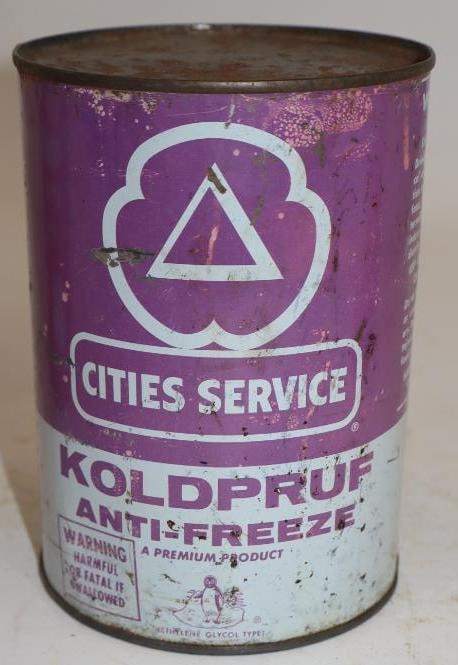 CITIES SERVICE
®
KOLDPRUF
ANTI-FREEZE
A PREMIUM PRODUCT
WARNING
HARMFUL
OR FATAL IF
SWALLOWED
®
(ETHYLENE GLYCOL TYPE)